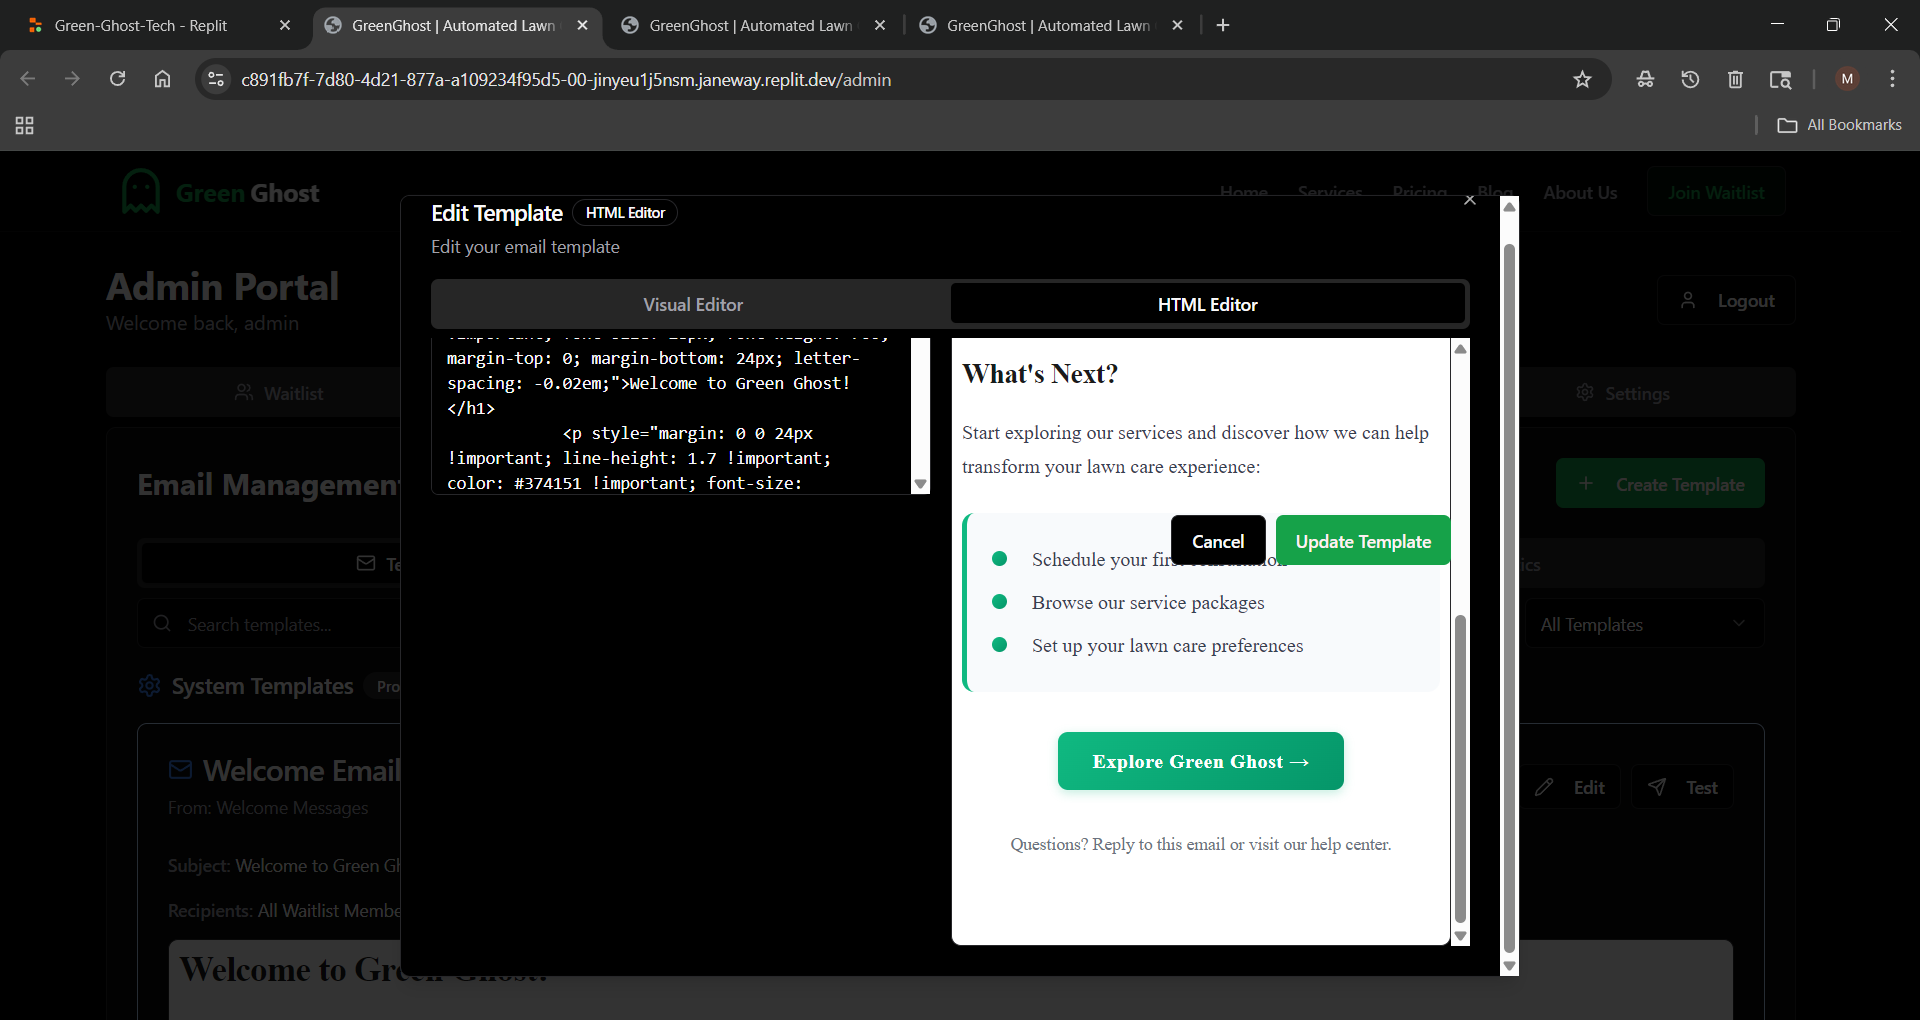 Green-Ghost-Tech - Replit
GreenGhost | Automated Lawn
GreenGhost | Automated Lawn
GreenGhost | Automated Lawn
c891fb7f-7d80-4d21-877a-a109234f95d5-00-jinyeu1j5nsm.janeway.replit.dev/admin
M
All Bookmarks
Green Ghost
Home Services Pricing Blog About Us Join Waitlist
Admin Portal
Welcome back, admin
Logout
Waitlist
Settings
Email Management
Create Template
Search templates...
All Templates
System Templates
Welcome Email
From: Welcome Messages
Edit
Test
Subject: Welcome to Green
Recipients: All Waitlist
Welcome to Green Ghost!
Edit Template HTML Editor
Edit your email template
Visual Editor
HTML Editor
margin-top: 0; margin-bottom: 24px; letter-
spacing: -0.02em;">Welcome to Green Ghost!
</h1>
<p style="margin: 0 0 24px
!important; line-height: 1.7 !important;
color: #374151 !important; font-size:
What's Next?
Start exploring our services and discover how we can help
transform your lawn care experience:
Schedule your first consultation
Browse our service packages
Set up your lawn care preferences
Cancel
Update Template
Explore Green Ghost →
Questions? Reply to this email or visit our help center.